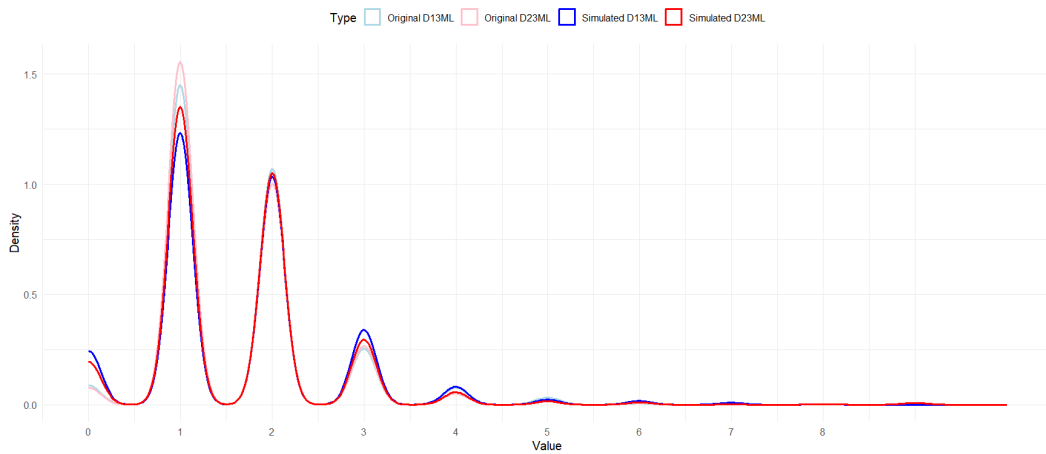 Type Original D13ML Original D23ML Simulated D13ML Simulated D23ML
1.5
1.0
0.5
0.0
Density
0 1 2 3 4 5 6 7 8
Value